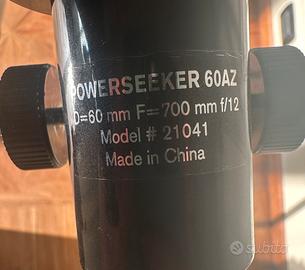 POWERSEEKER 60AZ
D=60 mm F=700 mm f/12
Model # 21041
Made in China
subito